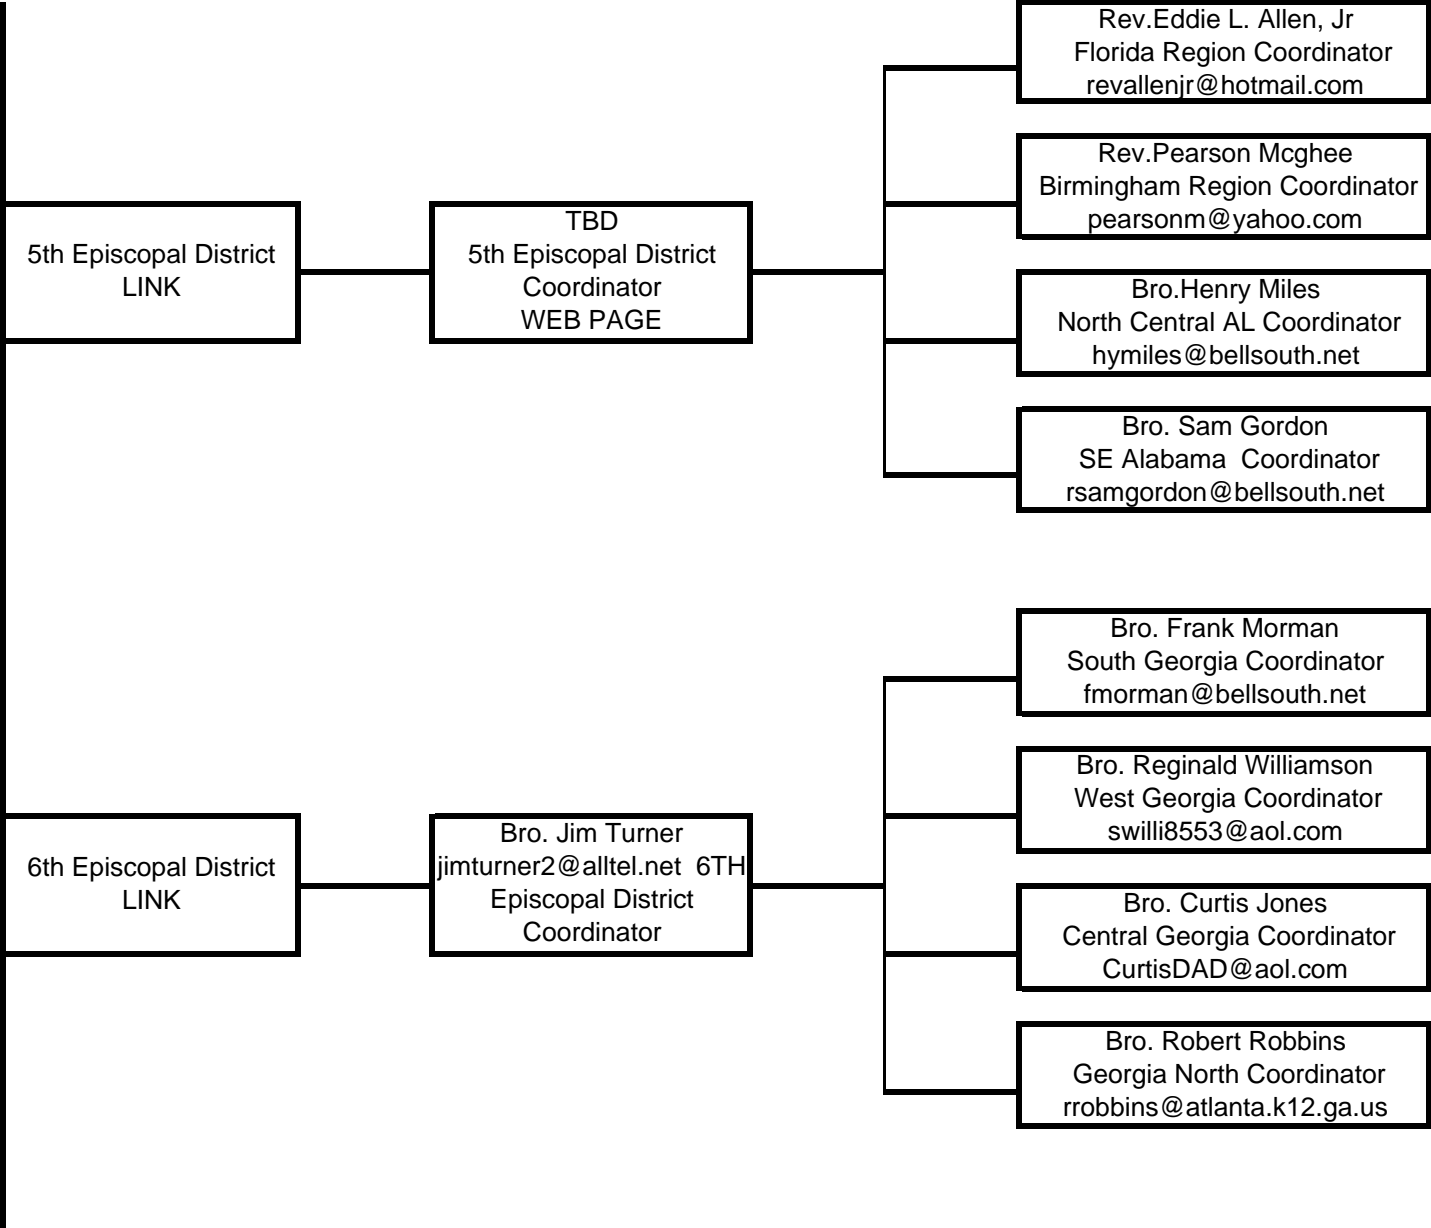 Rev.Eddie L. Allen, Jr
Florida Region Coordinator
revallenjr@hotmail.com
Rev.Pearson Mcghee
Birmingham Region Coordinator
pearsonm@yahoo.com
5th Episcopal District
LINK
TBD
5th Episcopal District
Coordinator
WEB PAGE
Bro.Henry Miles
North Central AL Coordinator
hymiles@bellsouth.net
Bro. Sam Gordon
SE Alabama  Coordinator
rsamgordon@bellsouth.net
Bro. Frank Morman
South Georgia Coordinator
fmorman@bellsouth.net
Bro. Reginald Williamson
West Georgia Coordinator
swilli8553@aol.com
6th Episcopal District
LINK
Bro. Jim Turner
jimturner2@alltel.net  6TH
Episcopal District
Coordinator
Bro. Curtis Jones
Central Georgia Coordinator
CurtisDAD@aol.com
Bro. Robert Robbins
Georgia North Coordinator
rrobbins@atlanta.k12.ga.us